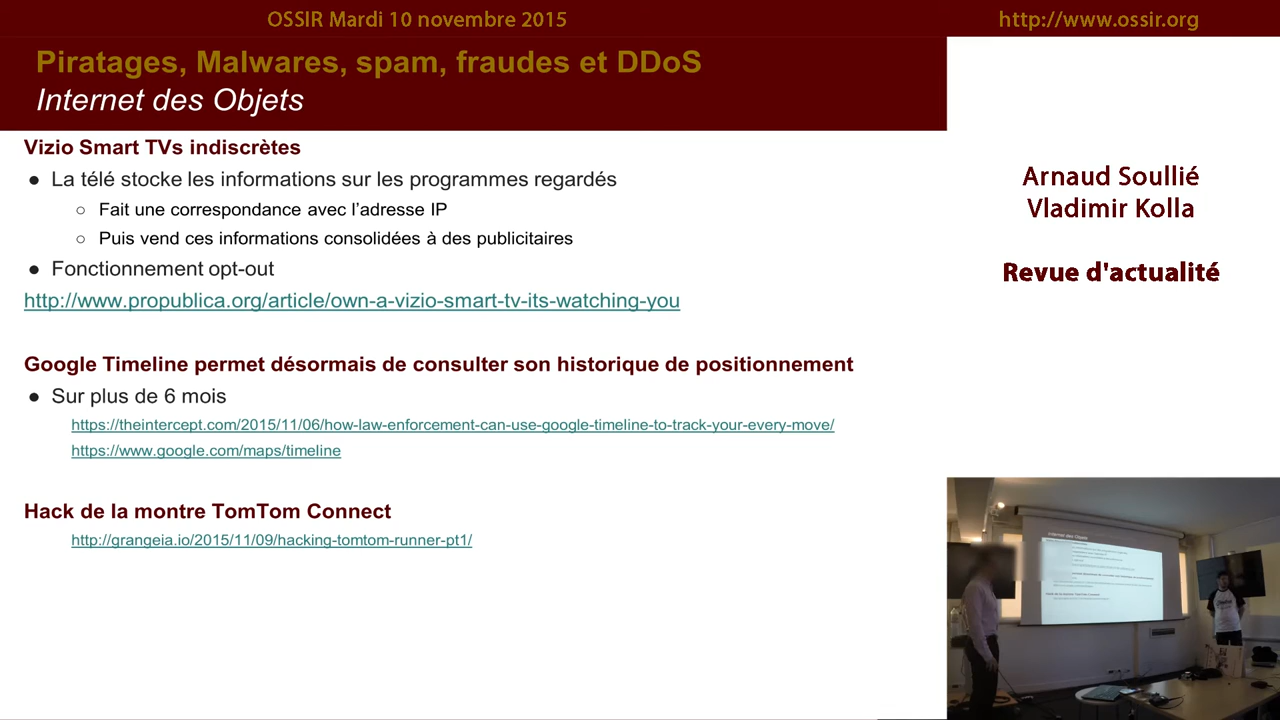 OSSIR Mardi 10 novembre 2015
http://www.ossir.org
Piratages, Malwares, spam, fraudes et DDoS
Internet des Objets
Vizio Smart TVs indiscrètes
● La télé stocke les informations sur les programmes regardés
○ Fait une correspondance avec l’adresse IP
○ Puis vend ces informations consolidées à des publicitaires
● Fonctionnement opt-out
http://www.propublica.org/article/own-a-vizio-smart-tv-its-watching-you
Google Timeline permet désormais de consulter son historique de positionnement
● Sur plus de 6 mois
https://theintercept.com/2015/11/06/how-law-enforcement-can-use-google-timeline-to-track-your-every-move/
https://www.google.com/maps/timeline
Hack de la montre TomTom Connect
http://grangeia.io/2015/11/09/hacking-tomtom-runner-pt1/
Arnaud Soullié
Vladimir Kolla
Revue d'actualité
Internet des Objets